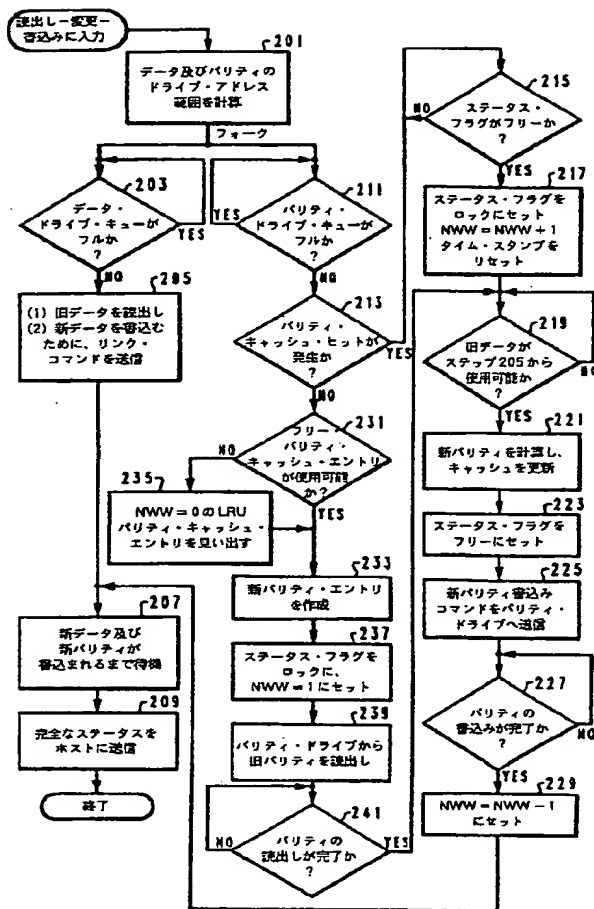 読出しー変更ー
書込みに入力
201
データ及びパリティの
ドライブ・アドレス
範囲を計算
フォーク
203
データ・
ドライブ・キューが
フルか
?
YES
NO
205
(1) 旧データを読出し
(2) 新データを書込む
ために、リンク・
コマンドを送信
207
新データ及び
新パリティが
書込まれるまで待機
209
完全なステータスを
ホストに送信
終了
211
パリティ・
ドライブ・キューが
フルか
?
YES
NO
213
パリティ・
キャッシュ・ヒットが
発生か
?
YES
NO
231
フリー・
パリティ・
キャッシュ・エントリ
が使用可能
か?
NO
YES
235
NWW=0のLRU
パリティ・キャッシュ・
エントリを見い出す
233
新パリティ・エントリ
を作成
237
ステータス・フラグを
ロックに、
NWW=1にセット
239
パリティ・ドライブから
旧パリティを読出し
241
パリティの
読出しが完了か
?
NO
YES
215
ステータス・
フラグがフリーか
?
NO
YES
217
ステータス・フラグを
ロックにセット
NWW=NWW+1
タイム・スタンプを
リセット
219
旧データが
ステップ205から
使用可能か
?
NO
YES
221
新パリティを計算し、
キャッシュを更新
223
ステータス・フラグを
フリーにセット
225
新パリティ書込み
コマンドをパリティ・
ドライブへ送信
227
パリティの
書込みが完了か
?
NO
YES
229
NWW=NWW-1
にセット